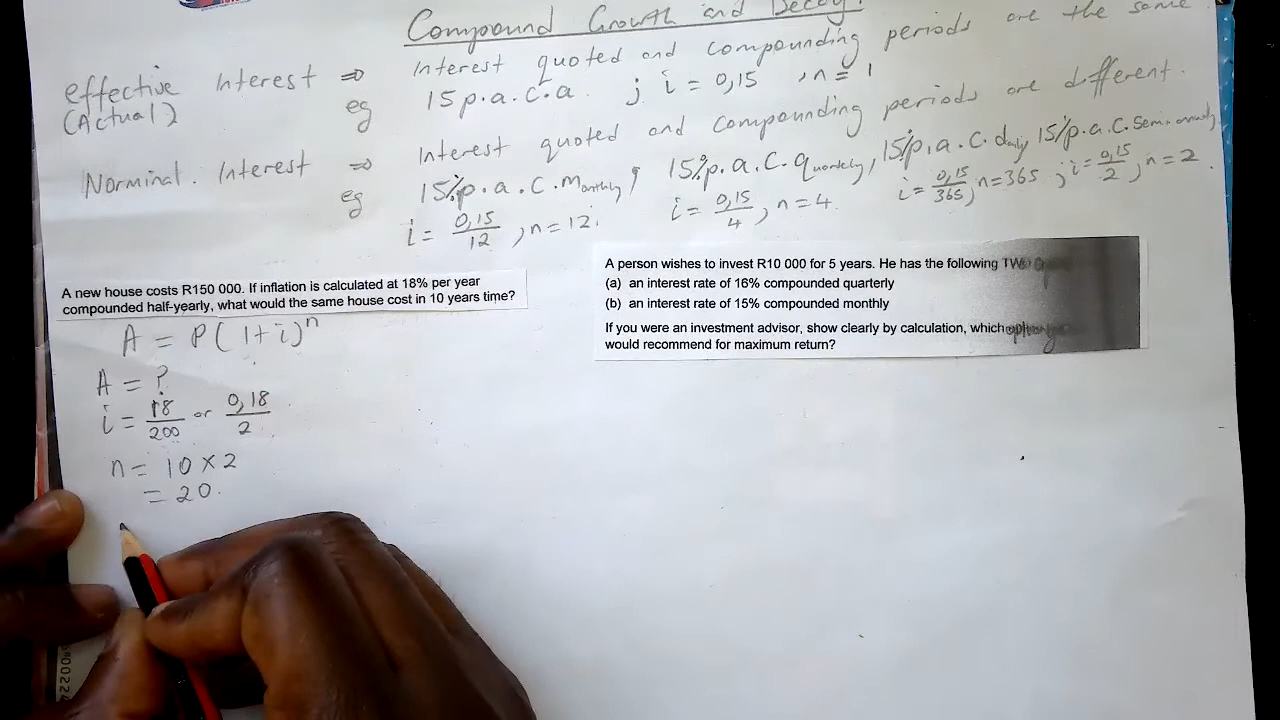 Compound Growth and Decay.
effective Interest ⇒ Interest quoted and compounding periods are the same.
(Actual) eg 15 p.a.c.a. ; i = 0,15 , n = 1
Norminal. Interest ⇒ Interest quoted and compounding periods are different.
eg 15% p.a.C. Monthly, 15% p.a.C. quarterly, 15% p.a.C. daily 15% p.a.C. Semi-annualy
i = 0,15/12 , n = 12. i = 0,15/4 , n = 4. i = 0,15/365, n = 365 ; i = 0,15/2 , n = 2.
A new house costs R150 000. If inflation is calculated at 18% per year
compounded half-yearly, what would the same house cost in 10 years time?
A = P(1+i)ⁿ
A = ?
i = 18/200 or 0,18/2
n = 10 × 2
= 20.
A person wishes to invest R10 000 for 5 years. He has the following
(a) an interest rate of 16% compounded quarterly
(b) an interest rate of 15% compounded monthly
If you were an investment advisor, show clearly by calculation, which
would recommend for maximum return?